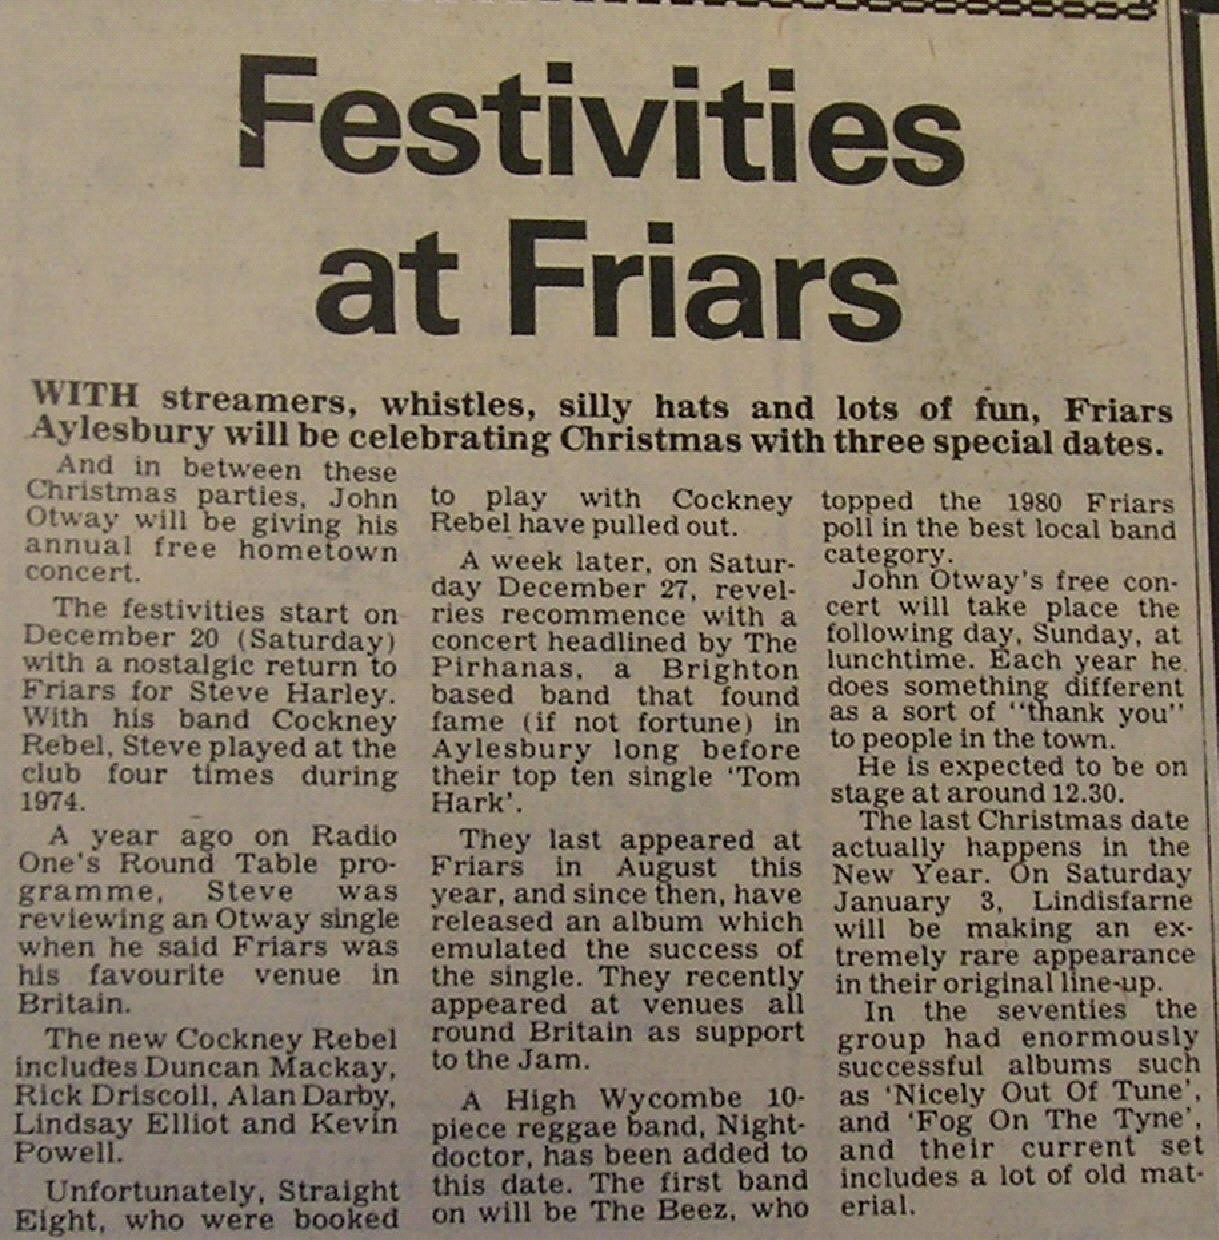 Festivities
at Friars
WITH streamers, whistles, silly hats and lots of fun, Friars
Aylesbury will be celebrating Christmas with three special dates.
And in between these
Christmas parties, John
Otway will be giving his
annual free hometown
concert.
The festivities start on
December 20 (Saturday)
with a nostalgic return to
Friars for Steve Harley.
With his band Cockney
Rebel, Steve played at the
club four times during
1974.
A year ago on Radio
One's Round Table pro-
gramme, Steve was
reviewing an Otway single
when he said Friars was
his favourite venue in
Britain.
The new Cockney Rebel
includes Duncan Mackay,
Rick Driscoll, Alan Darby,
Lindsay Elliot and Kevin
Powell.
Unfortunately, Straight
Eight, who were booked
to play with Cockney
Rebel have pulled out.
A week later, on Satur-
day December 27, revel-
ries recommence with a
concert headlined by The
Pirhanas, a Brighton
based band that found
fame (if not fortune) in
Aylesbury long before
their top ten single 'Tom
Hark'.
They last appeared at
Friars in August this
year, and since then, have
released an album which
emulated the success of
the single. They recently
appeared at venues all
round Britain as support
to the Jam.
A High Wycombe 10-
piece reggae band, Night-
doctor, has been added to
this date. The first band
on will be The Beez, who
topped the 1980 Friars
poll in the best local band
category.
John Otway's free con-
cert will take place the
following day, Sunday, at
lunchtime. Each year he
does something different
as a sort of "thank you"
to people in the town.
He is expected to be on
stage at around 12.30.
The last Christmas date
actually happens in the
New Year. On Saturday
January 3, Lindisfarne
will be making an ex-
tremely rare appearance
in their original line-up.
In the seventies the
group had enormously
successful albums such
as 'Nicely Out Of Tune',
and 'Fog On The Tyne',
and their current set
includes a lot of old mat-
erial.